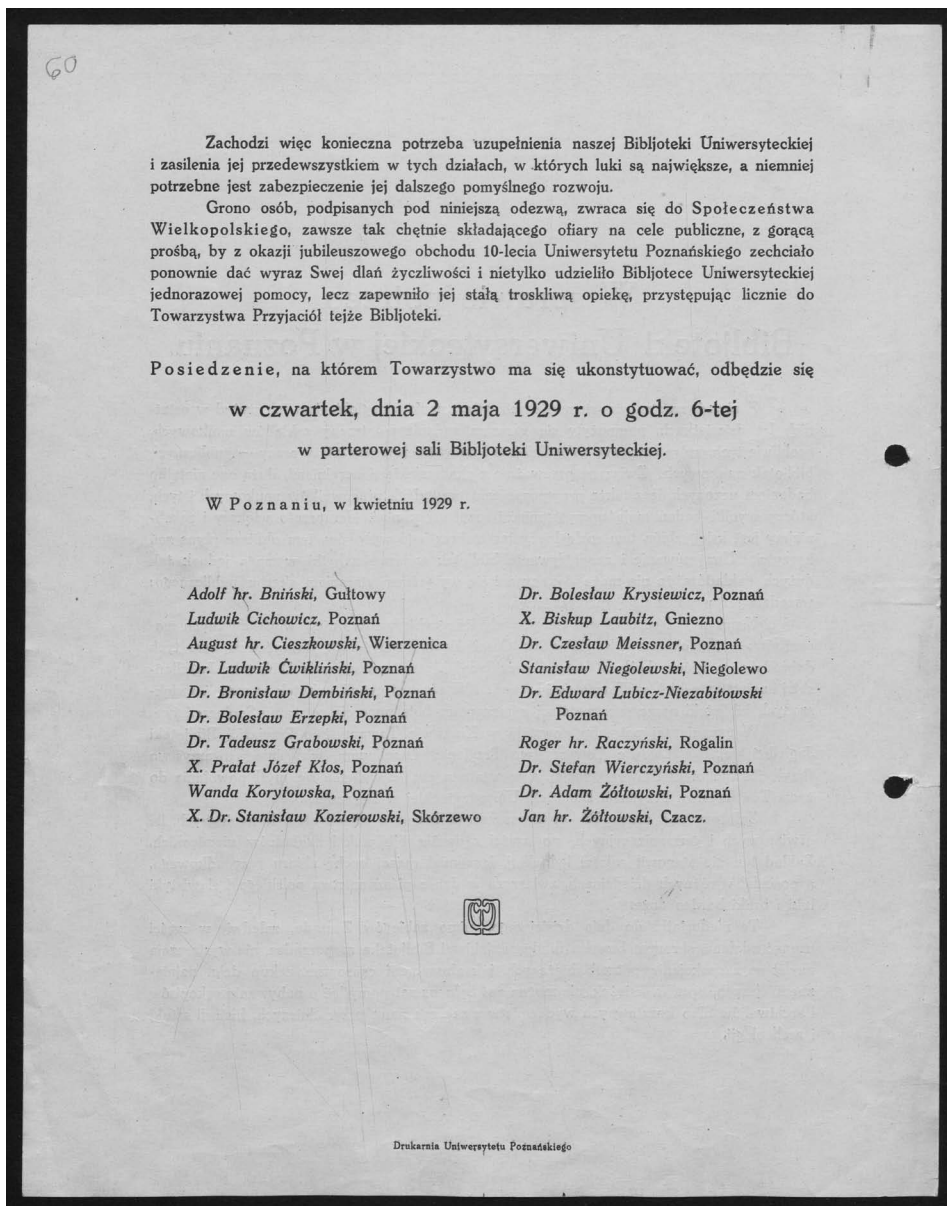 60
Zachodzi więc konieczna potrzeba uzupełnienia naszej Bibljoteki Uniwersyteckiej
i zasilenia jej przedewszystkiem w tych działach, w których luki są największe, a niemniej
potrzebne jest zabezpieczenie jej dalszego pomyślnego rozwoju.
Grono osób, podpisanych pod niniejszą odezwą, zwraca się do Społeczeństwa
Wielkopolskiego, zawsze tak chętnie składającego ofiary na cele publiczne, z gorącą
prośbą, by z okazji jubileuszowego obchodu 10-lecia Uniwersytetu Poznańskiego zechciało
ponownie dać wyraz Swej dlań życzliwości i nietylko udzieliło Bibljotece Uniwersyteckiej
jednorazowej pomocy, lecz zapewniło jej stałą troskliwą opiekę, przystępując licznie do
Towarzystwa Przyjaciół tejże Bibljoteki.
Posiedzenie, na którem Towarzystwo ma się ukonstytuować, odbędzie się
w czwartek, dnia 2 maja 1929 r. o godz. 6-tej
w parterowej sali Bibljoteki Uniwersyteckiej.
W Poznaniu, w kwietniu 1929 r.
Adolf hr. Bniński, Gułtowy
Ludwik Cichowicz, Poznań
August hr. Cieszkowski, Wierzenica
Dr. Ludwik Ćwikliński, Poznań
Dr. Bronisław Dembiński, Poznań
Dr. Bolesław Erzepki, Poznań
Dr. Tadeusz Grabowski, Poznań
X. Prałat Józef Kłos, Poznań
Wanda Korytowska, Poznań
X. Dr. Stanisław Kozierowski, Skórzewo
Dr. Bolesław Krysiewicz, Poznań
X. Biskup Laubitz, Gniezno
Dr. Czesław Meissner, Poznań
Stanisław Niegolewski, Niegolewo
Dr. Edward Lubicz-Niezabitowski
Poznań
Roger hr. Raczyński, Rogalin
Dr. Stefan Wierczyński, Poznań
Dr. Adam Żółtowski, Poznań
Jan hr. Żółtowski, Czacz.
Drukarnia Uniwersytetu Poznańskiego